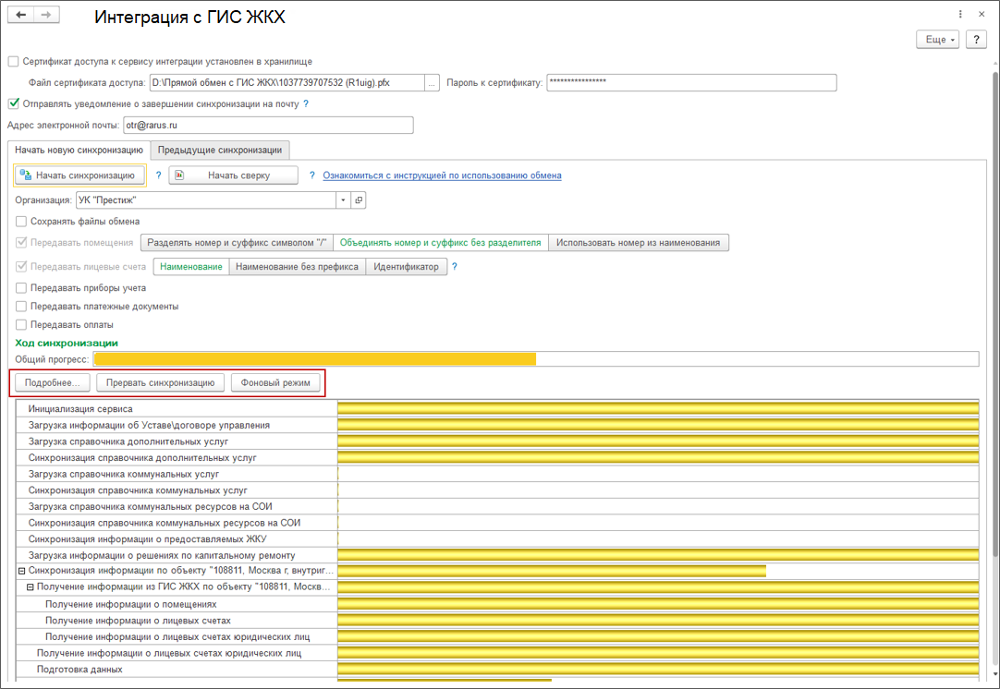 Интеграция с ГИС ЖКХ
Еще ?
Сертификат доступа к сервису интеграции установлен в хранилище
Файл сертификата доступа: D:\Прямой обмен с ГИС ЖКХ\1037739707532 (R1uig).pfx ... Пароль к сертификату: ****************
Отправлять уведомление о завершении синхронизации на почту ?
Адрес электронной почты: otr@rarus.ru
Начать новую синхронизацию Предыдущие синхронизации
Начать синхронизацию ? Начать сверку ? Ознакомиться с инструкцией по использованию обмена
Организация: УК "Престиж"
Сохранять файлы обмена
Передавать помещения Разделять номер и суффикс символом "/" Объединять номер и суффикс без разделителя Использовать номер из наименования
Передавать лицевые счета Наименование Наименование без префикса Идентификатор ?
Передавать приборы учета
Передавать платежные документы
Передавать оплаты
Ход синхронизации
Общий прогресс:
Подробнее... Прервать синхронизацию Фоновый режим
Инициализация сервиса
Загрузка информации об Уставе\договоре управления
Загрузка справочника дополнительных услуг
Синхронизация справочника дополнительных услуг
Загрузка справочника коммунальных услуг
Синхронизация справочника коммунальных услуг
Загрузка справочника коммунальных ресурсов на СОИ
Синхронизация справочника коммунальных ресурсов на СОИ
Синхронизация информации о предоставляемых ЖКУ
Загрузка информации о решениях по капитальному ремонту
Синхронизация информации по объекту "108811, Москва г, внутриг...
Получение информации из ГИС ЖКХ по объекту "108811, Москв...
Получение информации о помещениях
Получение информации о лицевых счетах
Получение информации о лицевых счетах юридических лиц
Получение информации о лицевых счетах юридических лиц
Подготовка данных